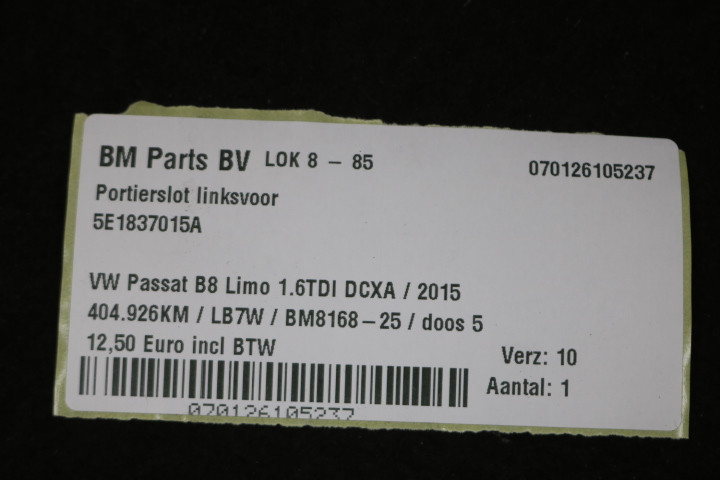 BM Parts BV LOK 8 - 85 070126105237
Portierslot linksvoor
5E1837015A
VW Passat B8 Limo 1.6TDI DCXA / 2015
404.926KM / LB7W / BM8168-25 / doos 5
12,50 Euro incl BTW
Verz: 10
Aantal: 1
070126105237